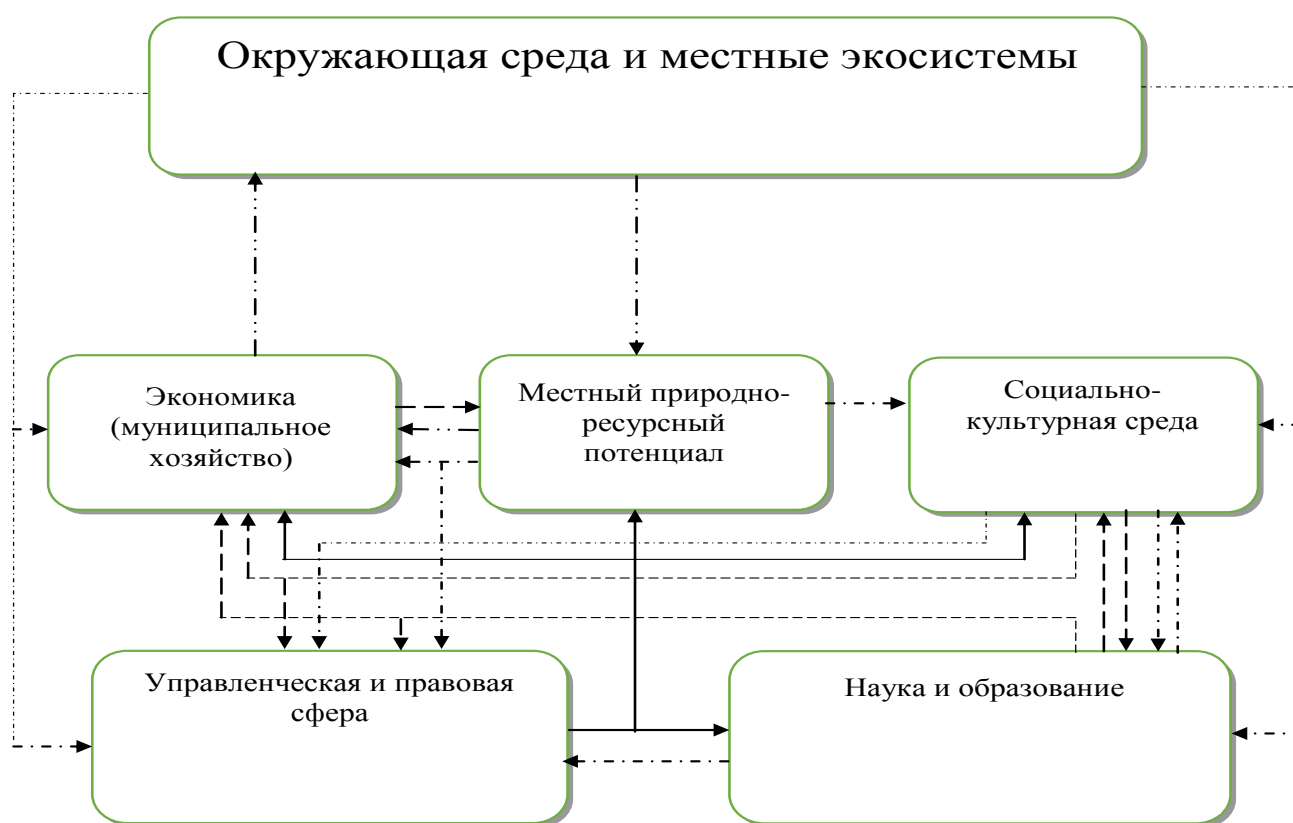 Окружающая среда и местные экосистемы
Экономика
(муниципальное
хозяйство)
Местный природно-
ресурсный
потенциал
Социально-
культурная среда
Управленческая и правовая
сфера
Наука и образование